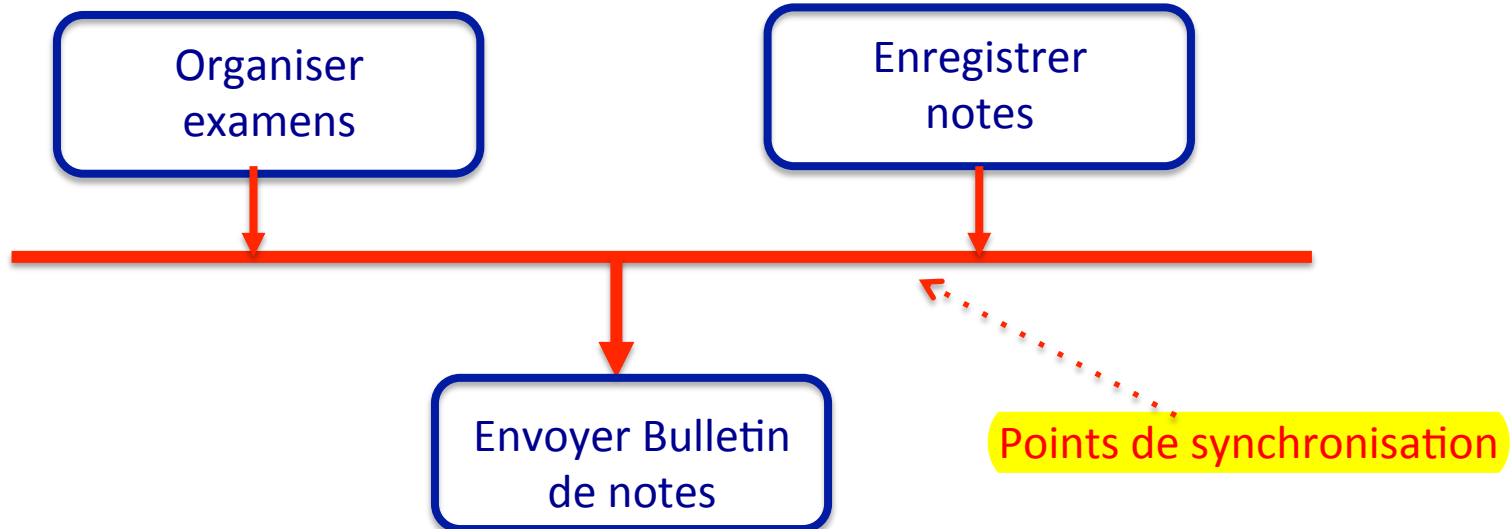 Organiser
examens
Enregistrer
notes
Envoyer Bulletin
de notes
Points de synchronisation